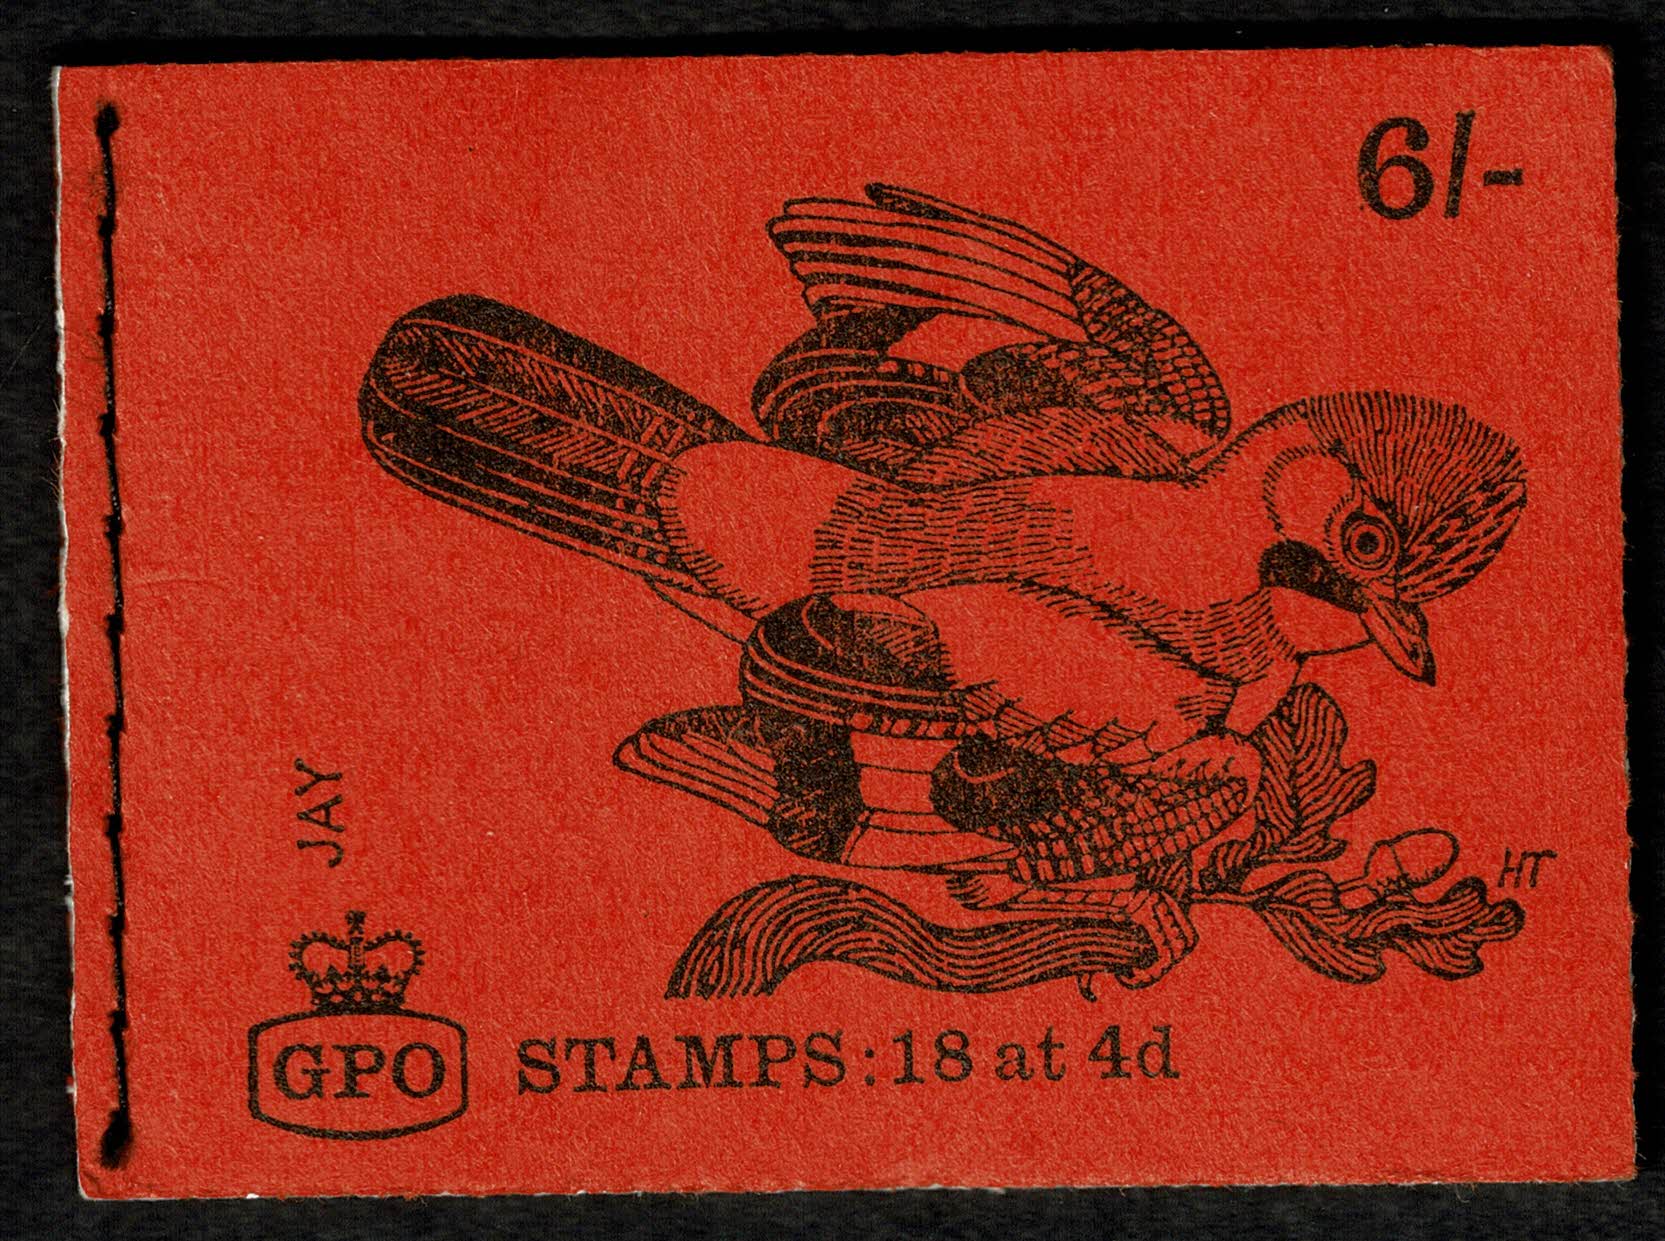 6/-
JAY
HT
GPO
STAMPS: 18 at 4d